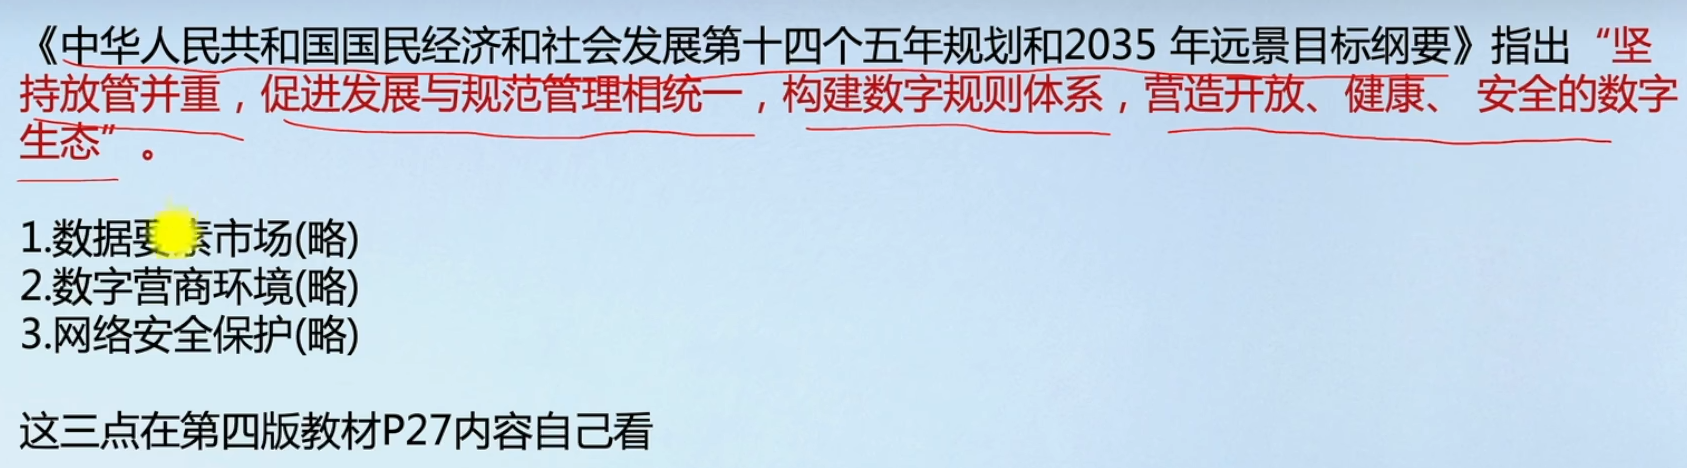 《中华人民共和国国民经济和社会发展第十四个五年规划和2035 年远景目标纲要》指出“坚
持放管并重，促进发展与规范管理相统一，构建数字规则体系，营造开放、健康、 安全的数字
生态”。
1.数据要素市场(略)
2.数字营商环境(略)
3.网络安全保护(略)
这三点在第四版教材P27内容自己看